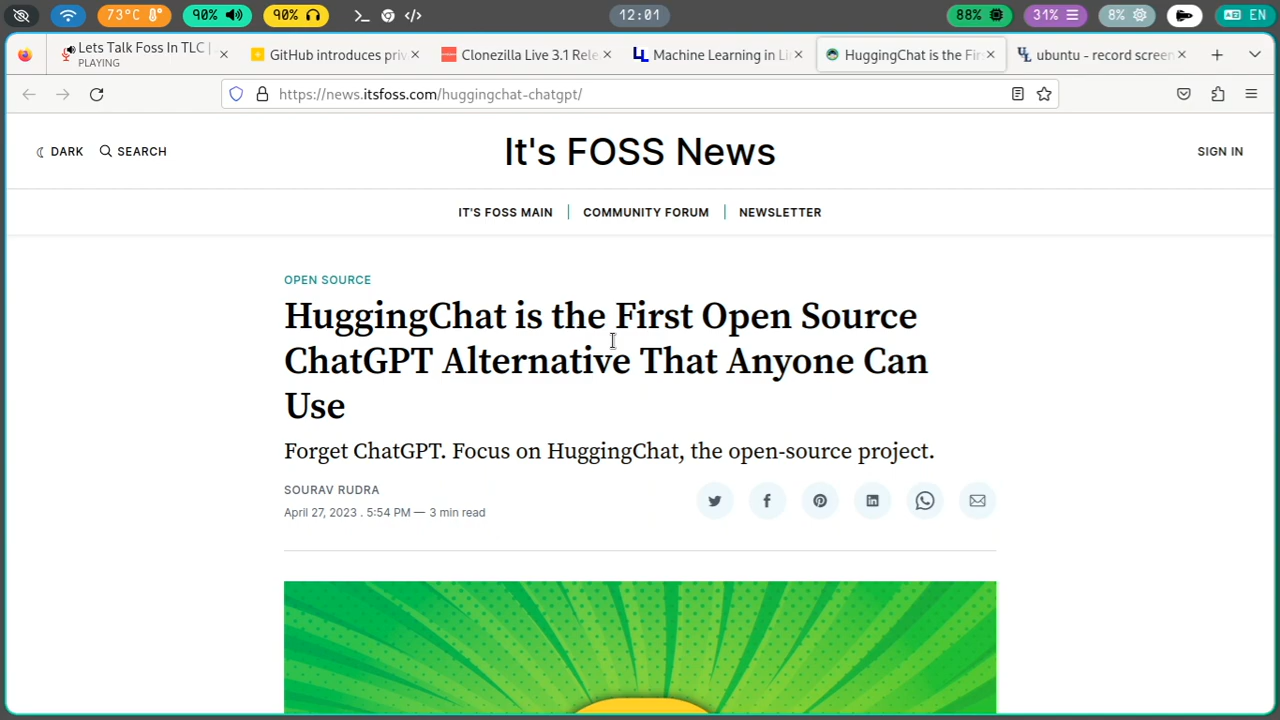 73°C
90%
90%
12:01
88%
31%
8%
EN
Lets Talk Foss In TLC |
PLAYING
GitHub introduces priv
Clonezilla Live 3.1 Rele
Machine Learning in Li
HuggingChat is the Fir
ubuntu - record screen
https://news.itsfoss.com/huggingchat-chatgpt/
DARK
SEARCH
It's FOSS News
SIGN IN
IT'S FOSS MAIN
COMMUNITY FORUM
NEWSLETTER
OPEN SOURCE
HuggingChat is the First Open Source
ChatGPT Alternative That Anyone Can
Use
Forget ChatGPT. Focus on HuggingChat, the open-source project.
SOURAV RUDRA
April 27, 2023 . 5:54 PM — 3 min read